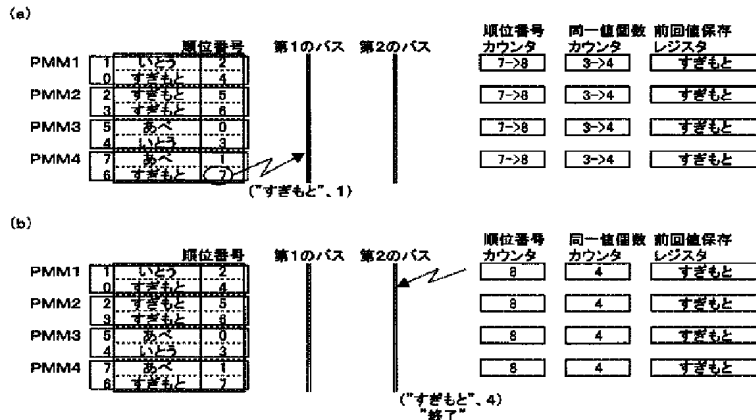 (a)
順位番号 第1のバス 第2のバス 順位番号カウンタ 同一値個数カウンタ 前回値保存レジスタ
PMM1 1 いとう 2 7->8 3->4 すぎもと
0 すぎもと 4
PMM2 2 すぎもと 5 7->8 3->4 すぎもと
3 すぎもと 6
PMM3 5 あべ 0 7->8 3->4 すぎもと
4 いとう 3
PMM4 7 あべ 1 7->8 3->4 すぎもと
6 すぎもと 7
("すぎもと"、1)
(b)
順位番号 第1のバス 第2のバス 順位番号カウンタ 同一値個数カウンタ 前回値保存レジスタ
PMM1 1 いとう 2 8 4 すぎもと
0 すぎもと 4
PMM2 2 すぎもと 5 8 4 すぎもと
3 すぎもと 6
PMM3 5 あべ 0 8 4 すぎもと
4 いとう 3
PMM4 7 あべ 1 8 4 すぎもと
6 すぎもと 7
("すぎもと"、4)
"終了"